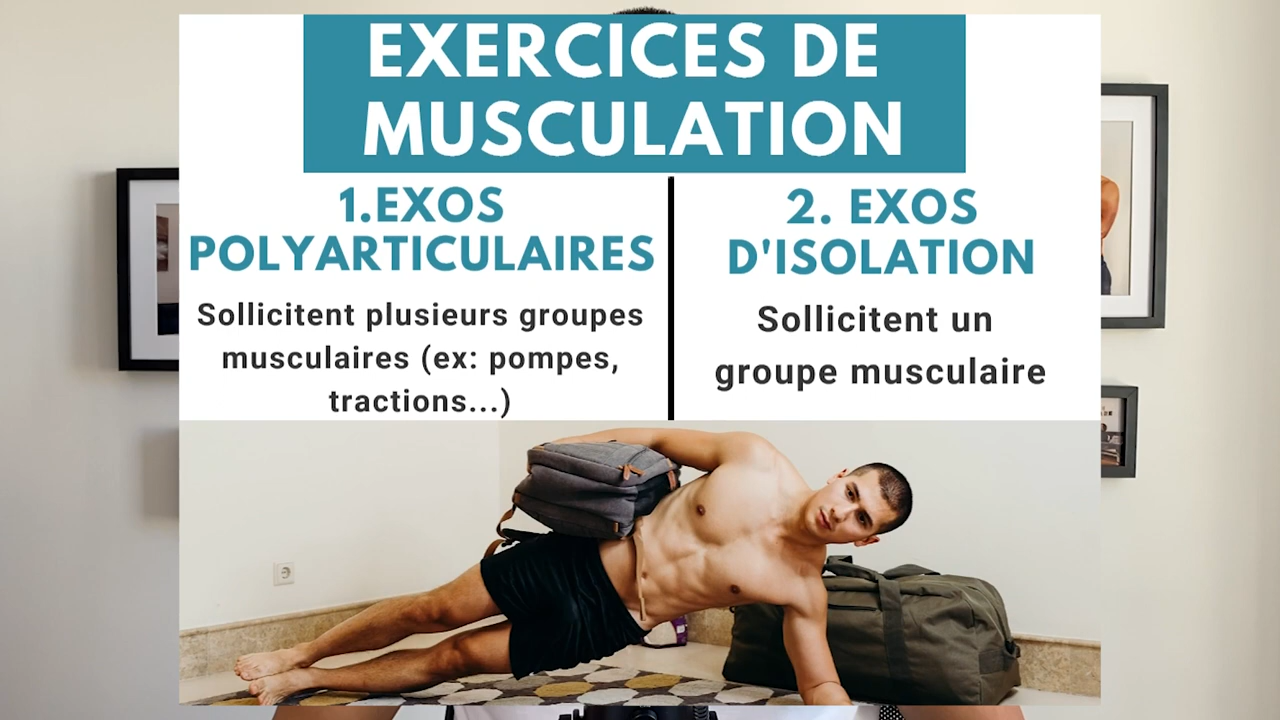 EXERCICES DE
MUSCULATION
1.EXOS
POLYARTICULAIRES
Sollicitent plusieurs groupes
musculaires (ex: pompes,
tractions...)
2. EXOS
D'ISOLATION
Sollicitent un
groupe musculaire